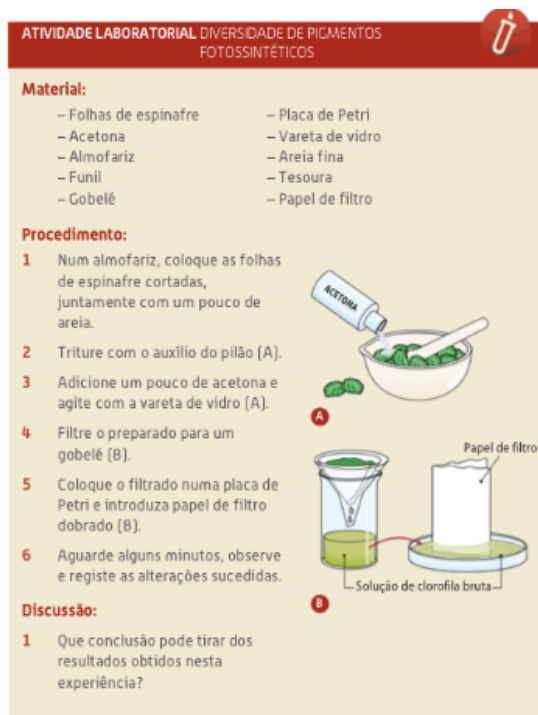 ATIVIDADE LABORATORIAL DIVERSIDADE DE PIGMENTOS
FOTOSSINTÉTICOS
Material:
– Folhas de espinafre
– Acetona
– Almofariz
– Funil
– Gobelé
– Placa de Petri
– Vareta de vidro
– Areia fina
– Tesoura
– Papel de filtro
Procedimento:
1 Num almofariz, coloque as folhas
de espinafre cortadas,
juntamente com um pouco de
areia.
2 Triture com o auxílio do pilão (A).
3 Adicione um pouco de acetona e
agite com a vareta de vidro (A).
4 Filtre o preparado para um
gobelé (B).
5 Coloque o filtrado numa placa de
Petri e introduza papel de filtro
dobrado (B).
6 Aguarde alguns minutos, observe
e registe as alterações sucedidas.
ACETONA
A
Papel de filtro
Solução de clorofila bruta
B
Discussão:
1 Que conclusão pode tirar dos
resultados obtidos nesta
experiência?